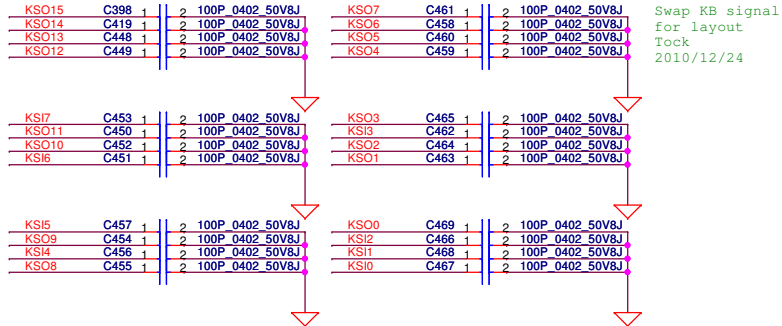 KSO15 C398 1 2 100P_0402_50V8J
KSO14 C419 1 2 100P_0402_50V8J
KSO13 C448 1 2 100P_0402_50V8J
KSO12 C449 1 2 100P_0402_50V8J
KSO7 C461 1 2 100P_0402_50V8J
KSO6 C458 1 2 100P_0402_50V8J
KSO5 C460 1 2 100P_0402_50V8J
KSO4 C459 1 2 100P_0402_50V8J
Swap KB signal
for layout
Tock
2010/12/24
KSI7 C453 1 2 100P_0402_50V8J
KSO11 C450 1 2 100P_0402_50V8J
KSO10 C452 1 2 100P_0402_50V8J
KSI6 C451 1 2 100P_0402_50V8J
KSO3 C465 1 2 100P_0402_50V8J
KSI3 C462 1 2 100P_0402_50V8J
KSO2 C464 1 2 100P_0402_50V8J
KSO1 C463 1 2 100P_0402_50V8J
KSI5 C457 1 2 100P_0402_50V8J
KSO9 C454 1 2 100P_0402_50V8J
KSI4 C456 1 2 100P_0402_50V8J
KSO8 C455 1 2 100P_0402_50V8J
KSO0 C469 1 2 100P_0402_50V8J
KSI2 C466 1 2 100P_0402_50V8J
KSI1 C468 1 2 100P_0402_50V8J
KSI0 C467 1 2 100P_0402_50V8J